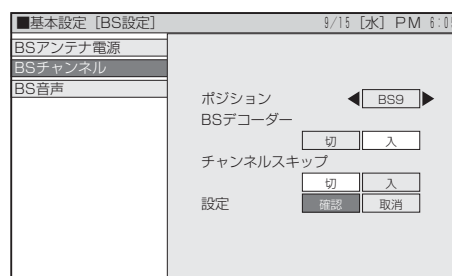 ■基本設定［BS設定］ 9/15［水］PM 6:05
BSアンテナ電源
BSチャンネル
BS音声
ポジション ◀ BS9 ▶
BSデコーダー
切 入
チャンネルスキップ
切 入
設定 確認 取消